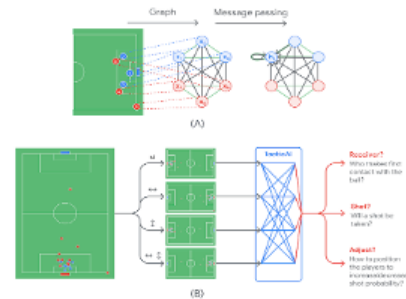 Graph
Message passing
(A)
TacticAI
Receiver?
Who makes first
contact with the
ball?
Shot?
Will a shot be
taken?
Adjust?
How to position
the players to
increase/decrease
shot probability?
(B)